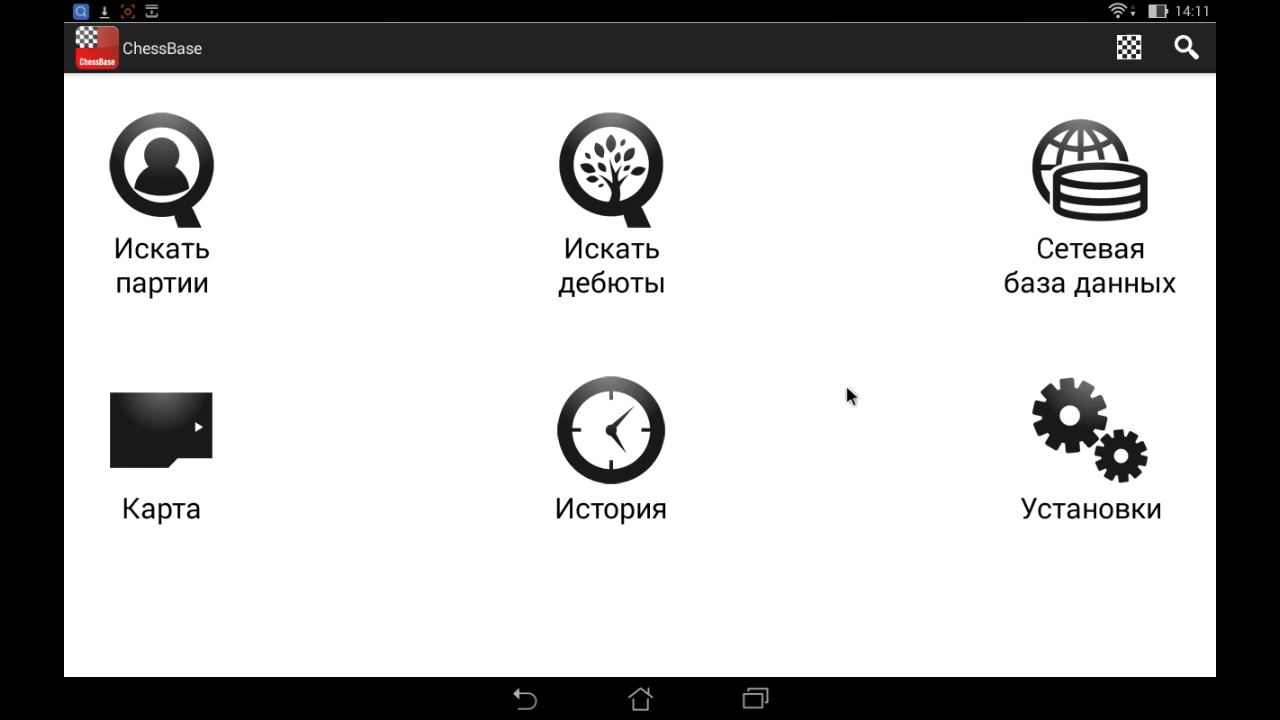 14:11
ChessBase
ChessBase
Искать
партии
Искать
дебюты
Сетевая
база данных
Карта
История
Установки